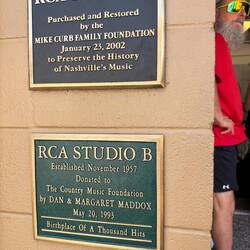 Purchased and Restored
by the
MIKE CURB FAMILY FOUNDATION
January 23, 2002
to Preserve the History
of Nashville's Music
RCA STUDIO B
Established November 1957
Donated to
The Country Music Foundation
by DAN & MARGARET MADDOX
May 20, 1993
Birthplace Of A Thousand Hits